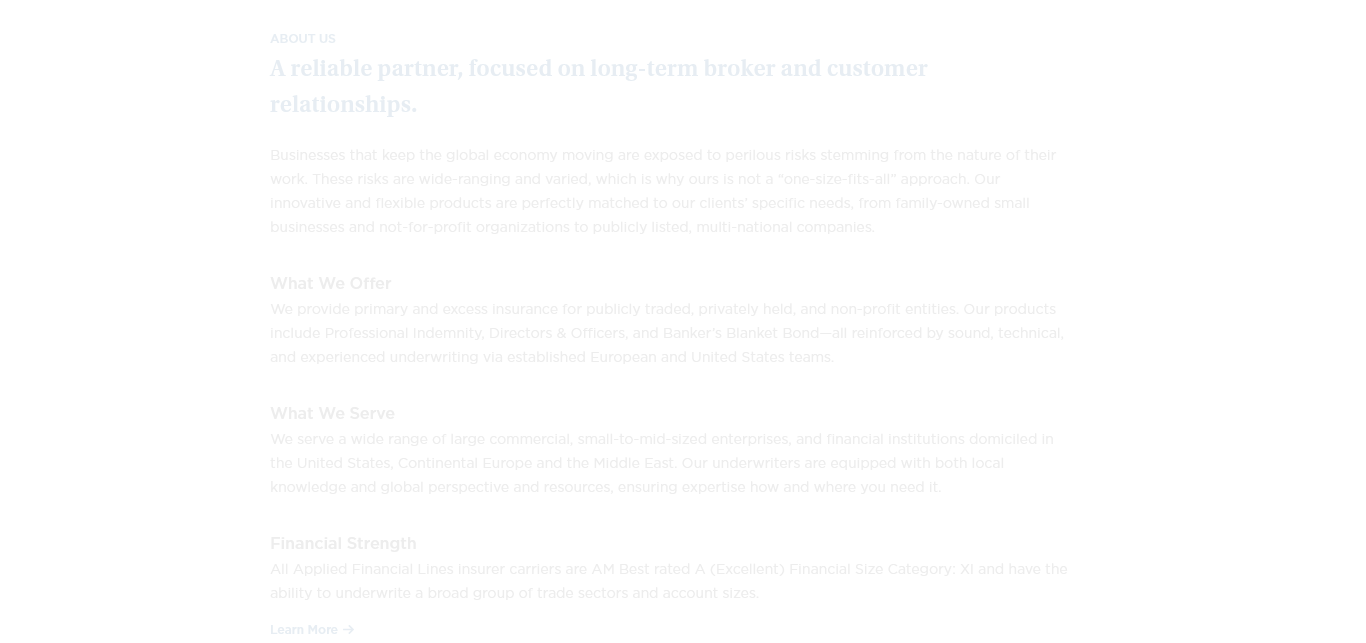 ABOUT US
A reliable partner, focused on long-term broker and customer
relationships.
Businesses that keep the global economy moving are exposed to perilous risks stemming from the nature of their
work. These risks are wide-ranging and varied, which is why ours is not a “one-size-fits-all” approach. Our
innovative and flexible products are perfectly matched to our clients’ specific needs, from family-owned small
businesses and not-for-profit organizations to publicly listed, multi-national companies.
What We Offer
We provide primary and excess insurance for publicly traded, privately held, and non-profit entities. Our products
include Professional Indemnity, Directors & Officers, and Banker’s Blanket Bond—all reinforced by sound, technical,
and experienced underwriting via established European and United States teams.
What We Serve
We serve a wide range of large commercial, small-to-mid-sized enterprises, and financial institutions domiciled in
the United States, Continental Europe and the Middle East. Our underwriters are equipped with both local
knowledge and global perspective and resources, ensuring expertise how and where you need it.
Financial Strength
All Applied Financial Lines insurer carriers are AM Best rated A (Excellent) Financial Size Category: XI and have the
ability to underwrite a broad group of trade sectors and account sizes.
Learn More →